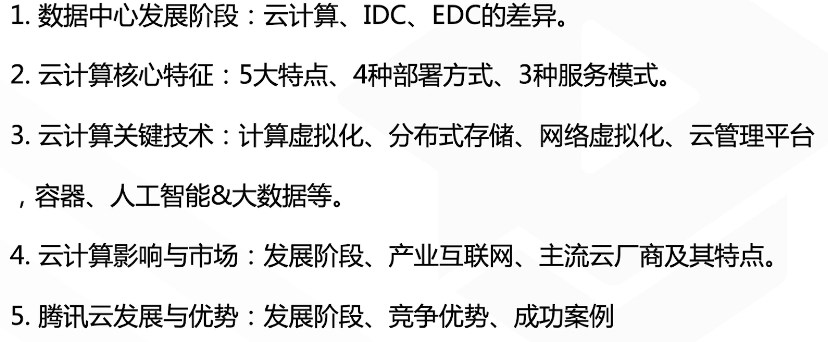 1. 数据中心发展阶段：云计算、IDC、EDC的差异。
2. 云计算核心特征：5大特点、4种部署方式、3种服务模式。
3. 云计算关键技术：计算虚拟化、分布式存储、网络虚拟化、云管理平台
，容器、人工智能&大数据等。
4. 云计算影响与市场：发展阶段、产业互联网、主流云厂商及其特点。
5. 腾讯云发展与优势：发展阶段、竞争优势、成功案例